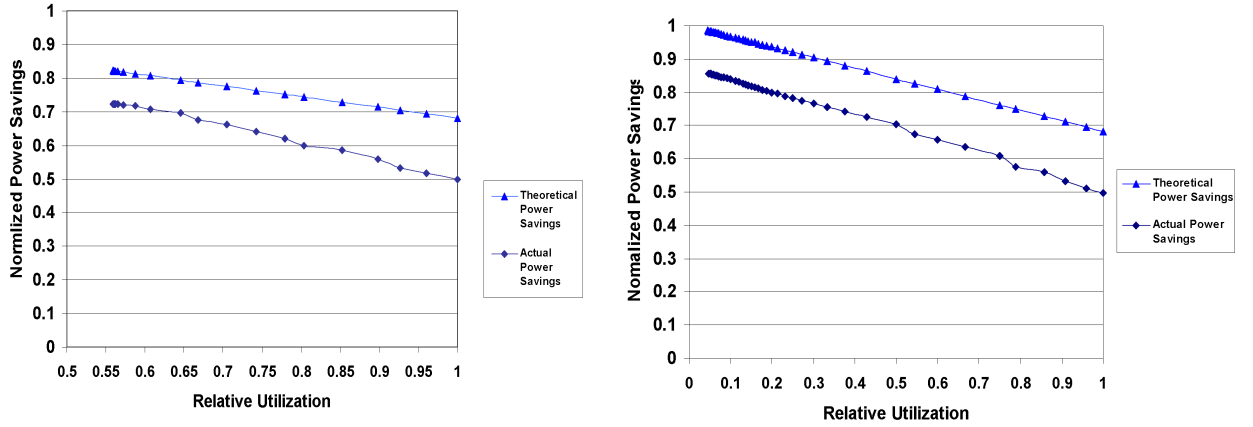 1
0.9
0.8
0.7
0.6
0.5
0.4
0.3
0.2
0.1
0
Normlized Power Savings
0.5 0.55 0.6 0.65 0.7 0.75 0.8 0.85 0.9 0.95 1
Relative Utilization
Theoretical
Power
Savings
Actual
Power
Savings
1
0.9
0.8
0.7
0.6
0.5
0.4
0.3
0.2
0.1
0
Nomalized Power Savings
0 0.1 0.2 0.3 0.4 0.5 0.6 0.7 0.8 0.9 1
Relative Utilization
Theoretical
Power Savings
Actual Power
Savings